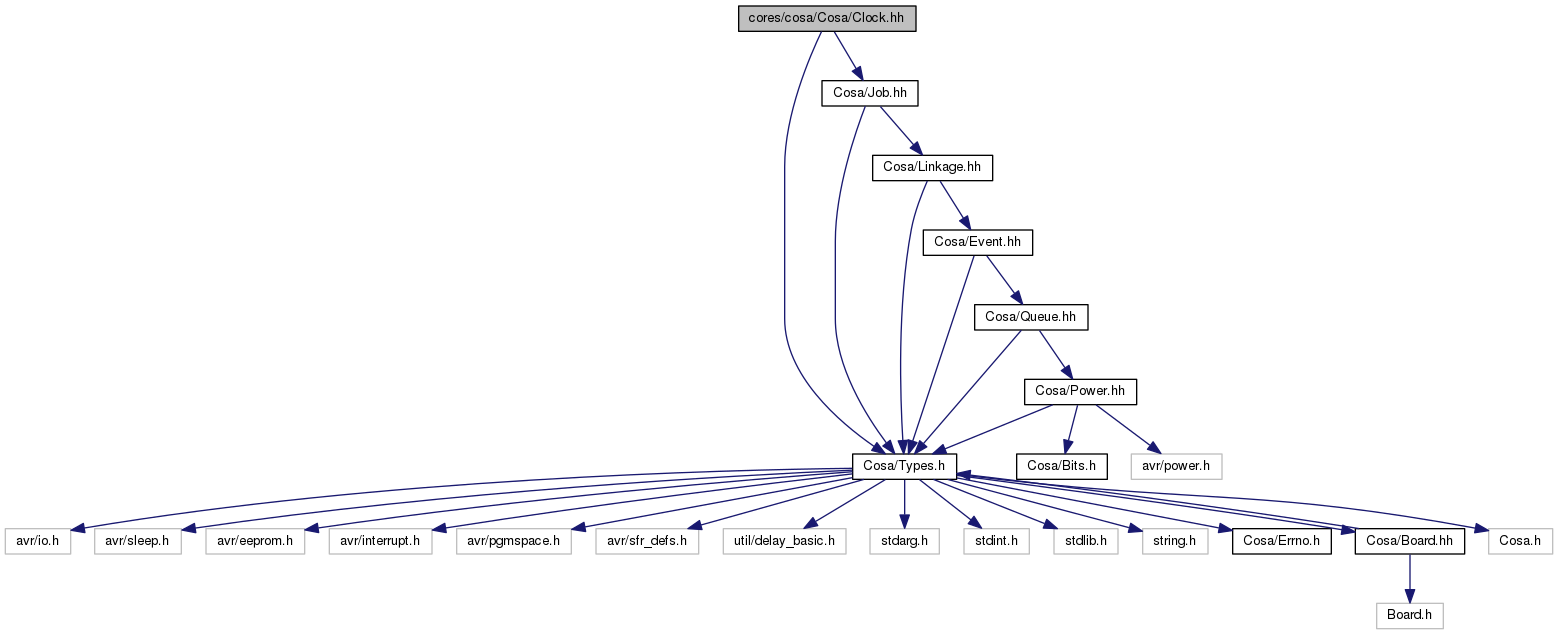 cores/cosa/Cosa/Clock.hh
Cosa/Job.hh
Cosa/Linkage.hh
Cosa/Event.hh
Cosa/Queue.hh
Cosa/Power.hh
Cosa/Types.h
Cosa/Bits.h
avr/power.h
avr/io.h
avr/sleep.h
avr/eeprom.h
avr/interrupt.h
avr/pgmspace.h
avr/sfr_defs.h
util/delay_basic.h
stdarg.h
stdint.h
stdlib.h
string.h
Cosa/Errno.h
Cosa/Board.hh
Cosa.h
Board.h